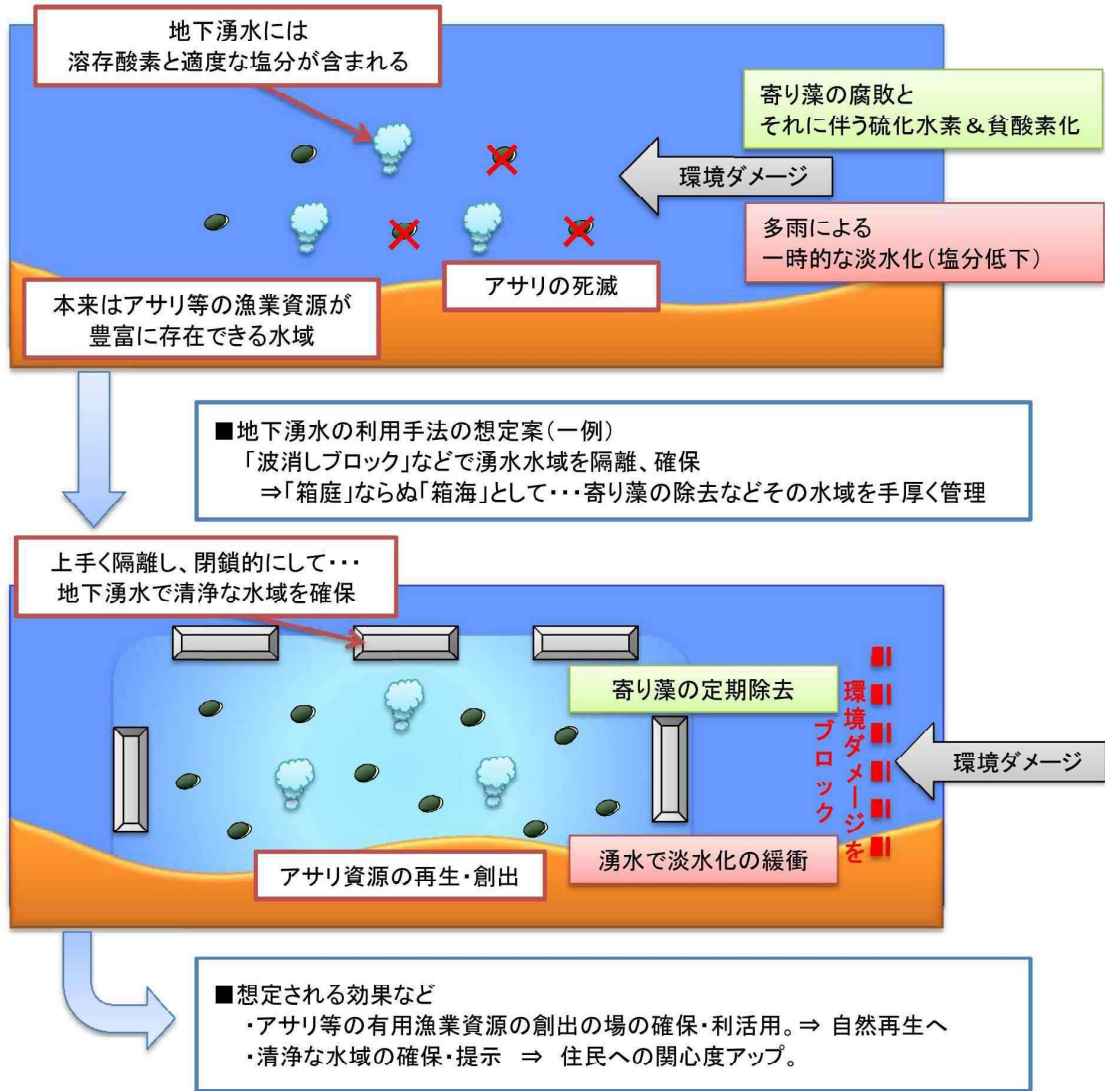 地下湧水には
溶存酸素と適度な塩分が含まれる
寄り藻の腐敗と
それに伴う硫化水素＆貧酸素化
環境ダメージ
多雨による
一時的な淡水化（塩分低下）
アサリの死滅
本来はアサリ等の漁業資源が
豊富に存在できる水域
■地下湧水の利用手法の想定案（一例）
「波消しブロック」などで湧水水域を隔離、確保
⇒「箱庭」ならぬ「箱海」として・・・寄り藻の除去などその水域を手厚く管理
上手く隔離し、閉鎖的にして・・・
地下湧水で清浄な水域を確保
寄り藻の定期除去
環境ダメージを
ブロック
環境ダメージ
湧水で淡水化の緩衝
アサリ資源の再生・創出
■想定される効果など
・アサリ等の有用漁業資源の創出の場の確保・利活用。⇒ 自然再生へ
・清浄な水域の確保・提示 ⇒ 住民への関心度アップ。